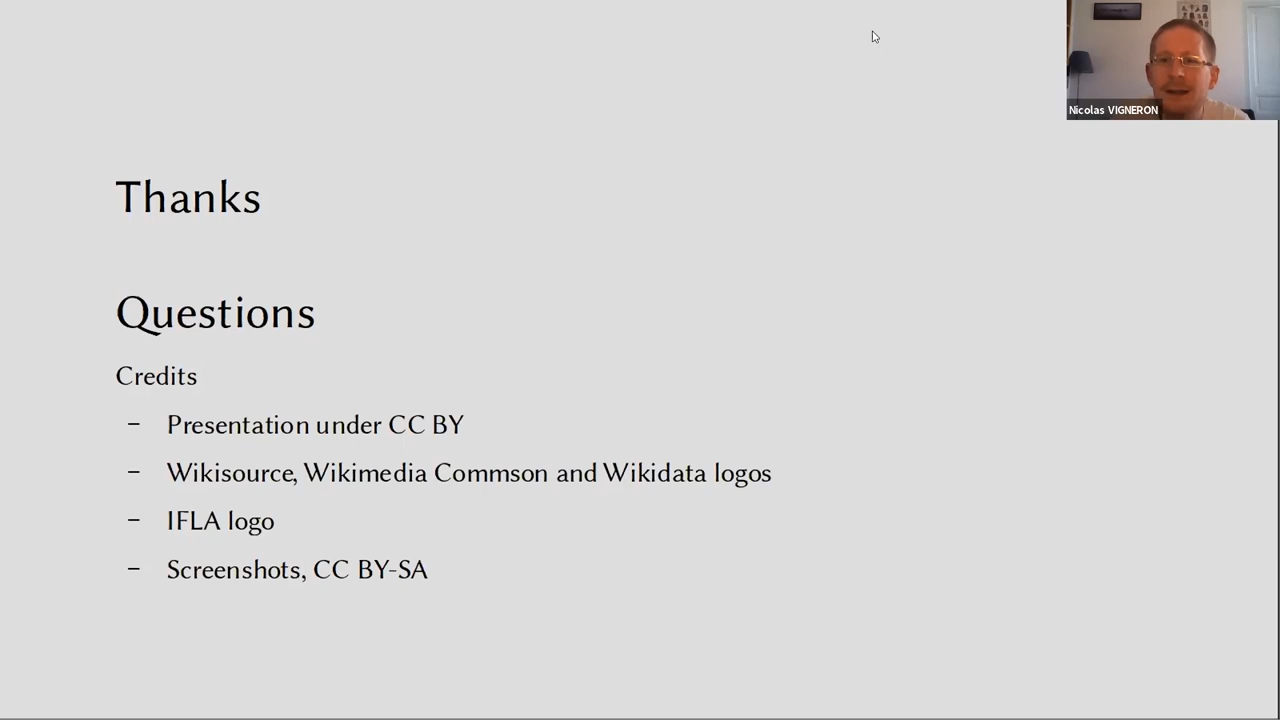 Nicolas VIGNERON
Thanks
Questions
Credits
– Presentation under CC BY
– Wikisource, Wikimedia Commson and Wikidata logos
– IFLA logo
– Screenshots, CC BY-SA